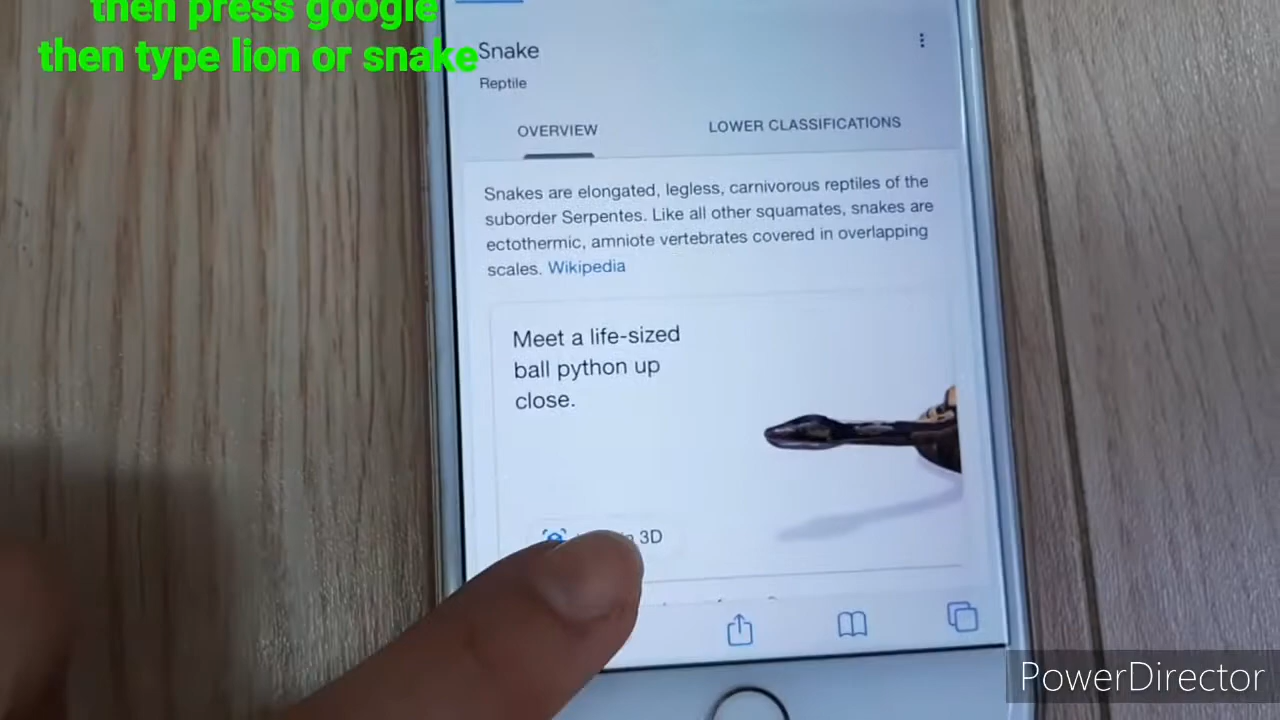 then press google
then type lion or snake
Snake
Reptile
OVERVIEW
LOWER CLASSIFICATIONS
Snakes are elongated, legless, carnivorous reptiles of the
suborder Serpentes. Like all other squamates, snakes are
ectothermic, amniote vertebrates covered in overlapping
scales. Wikipedia
Meet a life-sized
ball python up
close.
3D
PowerDirector